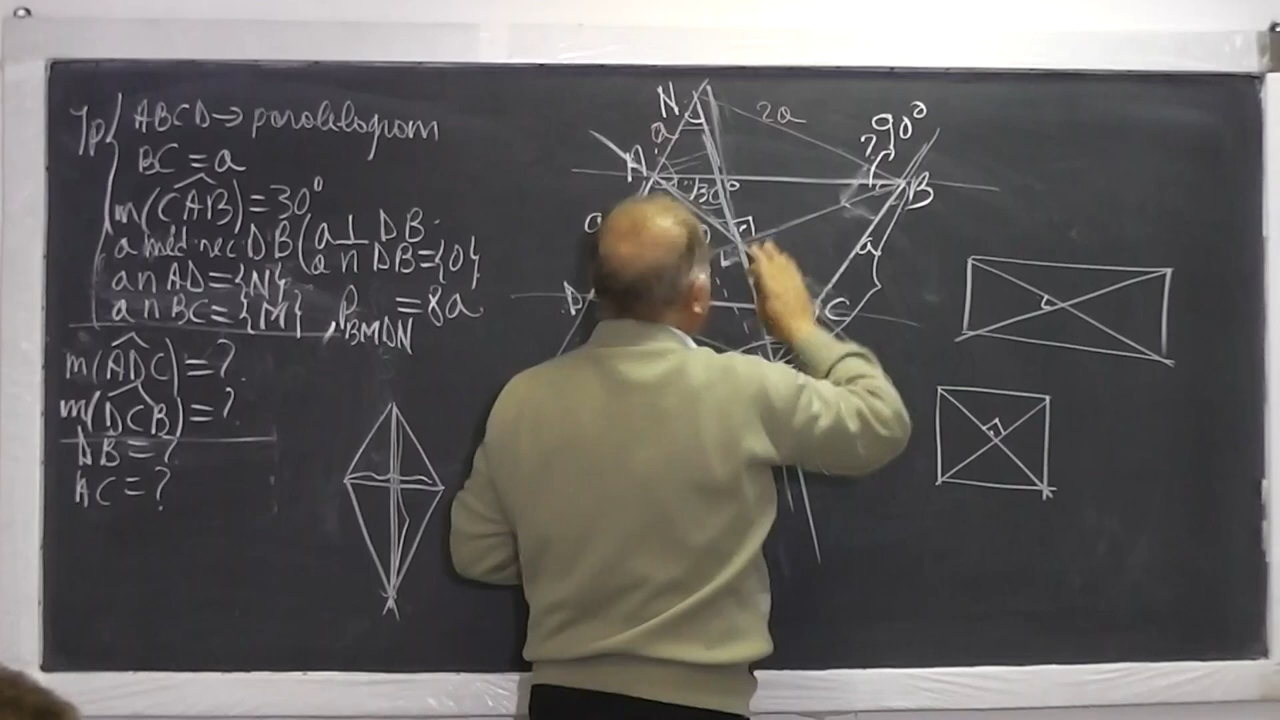 Ip ABCD → paralelogram
BC = a
m(CAB) = 30°
a med rec DB (a ⊥ DB
a ∩ DB = {O}
a ∩ AD = {N}
a ∩ BC = {M}, P BMDN = 8a
m(ADC) = ?
m(DCB) = ?
DB = ?
AC = ?
N
2a
90°
a
?
A
30°
B
a
a
D
C